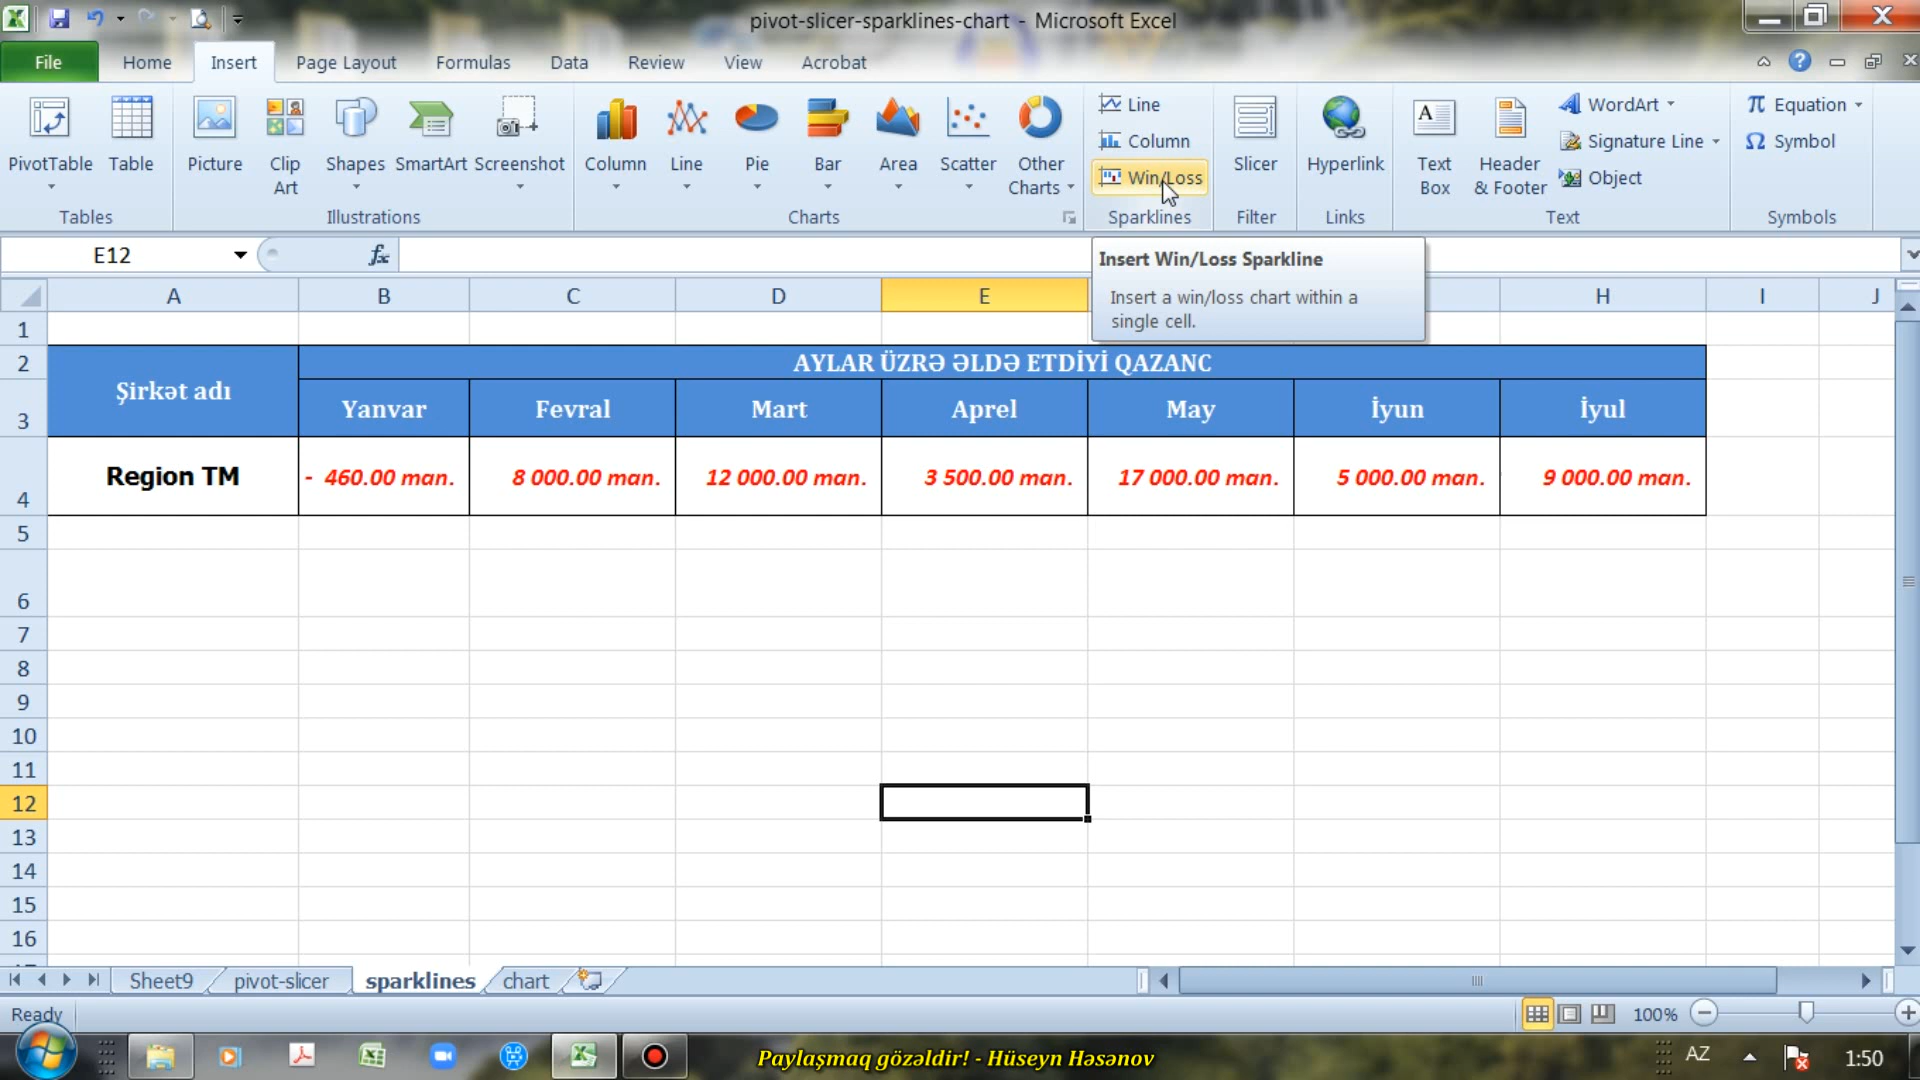 pivot-slicer-sparklines-chart - Microsoft Excel
File Home Insert Page Layout Formulas Data Review View Acrobat
PivotTable Table Picture Clip Art Shapes SmartArt Screenshot Column Line Pie Bar Area Scatter Other Charts
Line
Column
Win/Loss
Slicer Hyperlink Text Box Header & Footer
WordArt
Signature Line
Object
Equation
Symbol
Tables Illustrations Charts Sparklines Filter Links Text Symbols
E12 fx
Insert Win/Loss Sparkline
Insert a win/loss chart within a
single cell.
A B C D E H I J
1
2 AYLAR ÜZRƏ ƏLDƏ ETDİYİ QAZANC
Şirkət adı
3 Yanvar Fevral Mart Aprel May İyun İyul
4 Region TM - 460.00 man. 8 000.00 man. 12 000.00 man. 3 500.00 man. 17 000.00 man. 5 000.00 man. 9 000.00 man.
5
6
7
8
9
10
11
12
13
14
15
16
Sheet9 pivot-slicer sparklines chart
Ready 100%
Paylaşmaq gözəldir! - Hüseyn Həsənov AZ 1:50